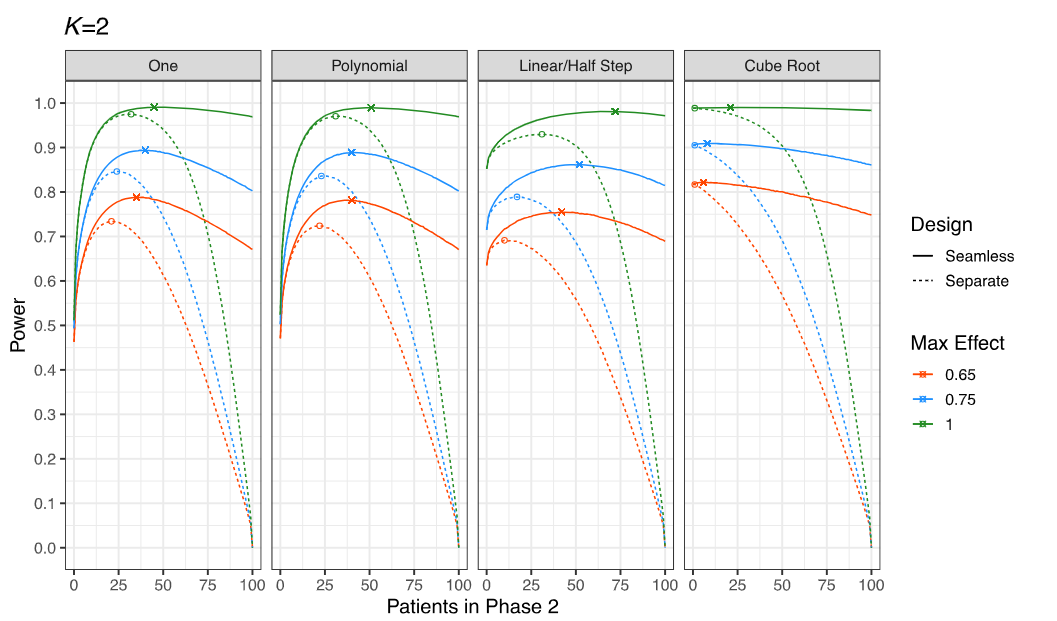 K=2
One Polynomial Linear/Half Step Cube Root
1.0
0.9
0.8
0.7
0.6
0.5
0.4
0.3
0.2
0.1
0.0
Power
0 25 50 75 100 0 25 50 75 100 0 25 50 75 100 0 25 50 75 100
Patients in Phase 2
Design
Seamless
Separate
Max Effect
0.65
0.75
1